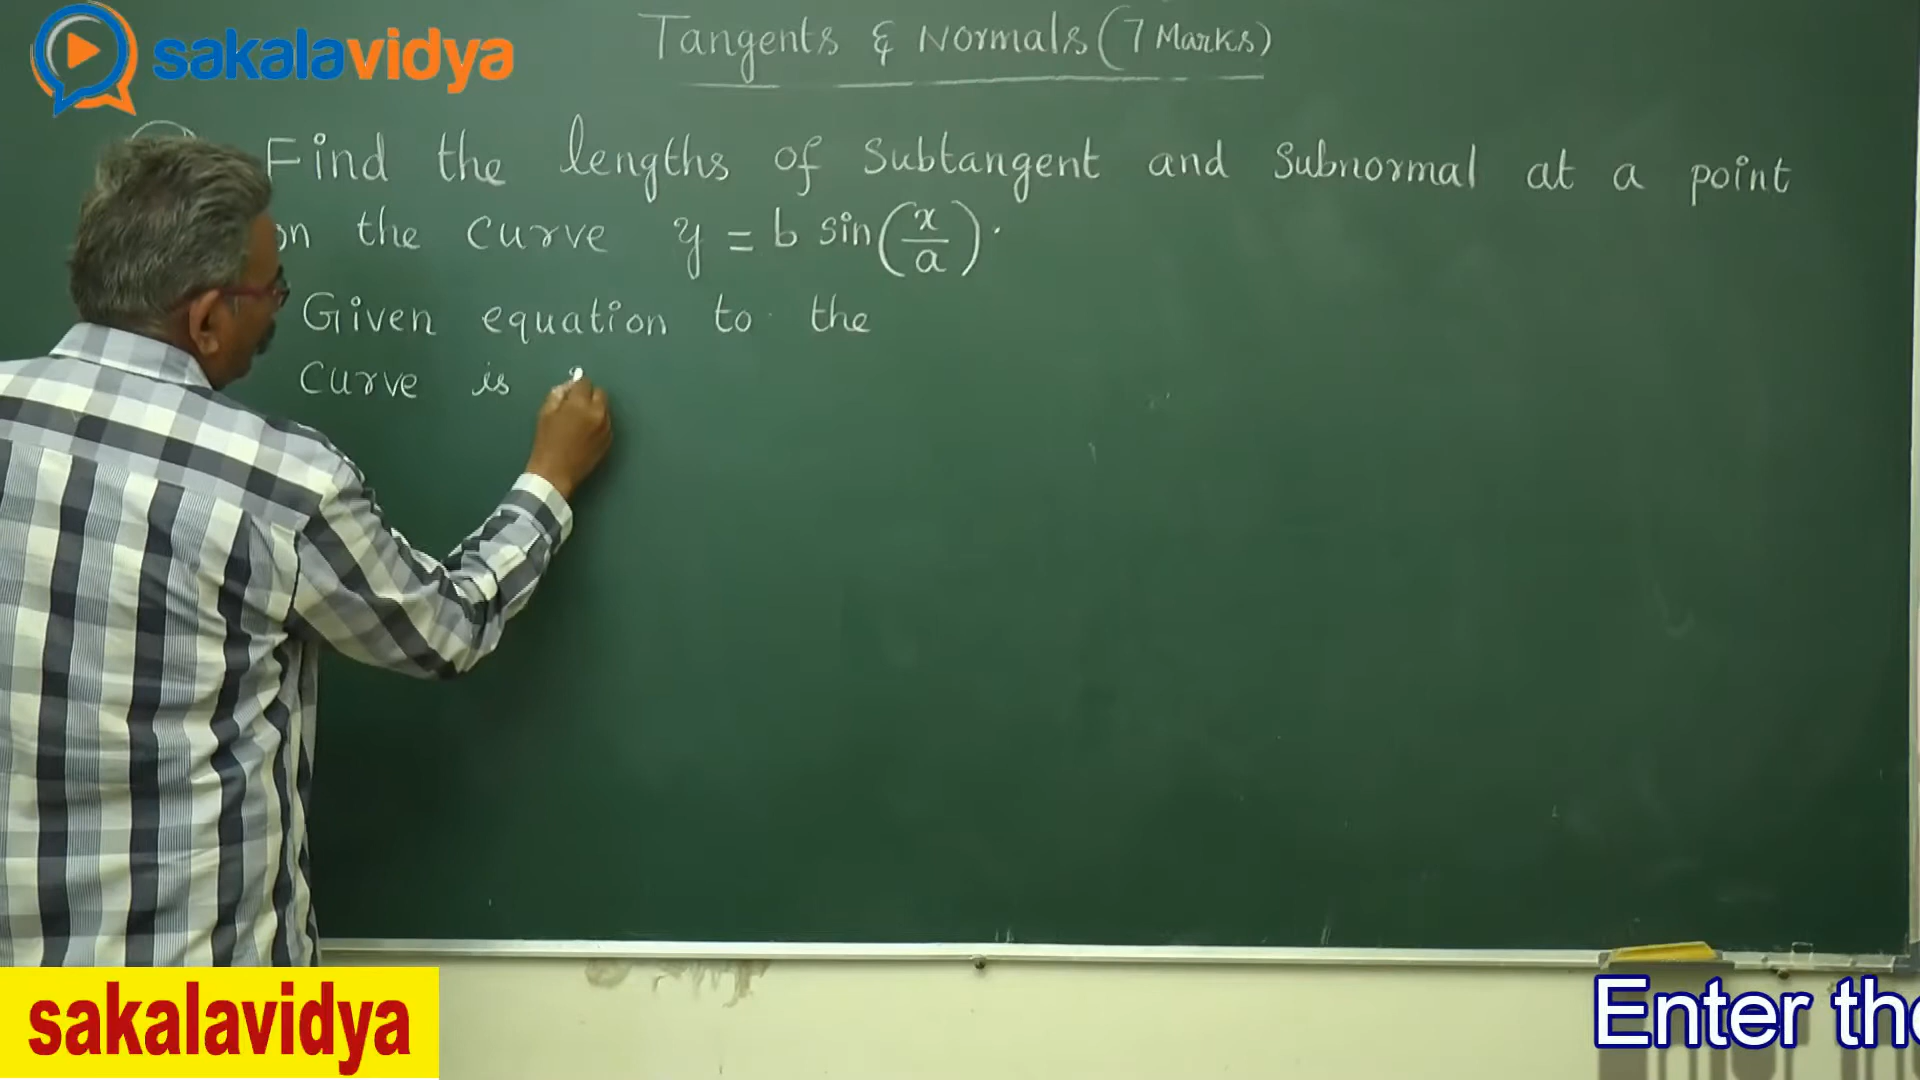 sakalavidya
Tangents & Normals (7 Marks)
Find the lengths of Subtangent and Subnormal at a point
on the curve y = b sin(x/a).
Given equation to the
Curve is
sakalavidya
Enter the